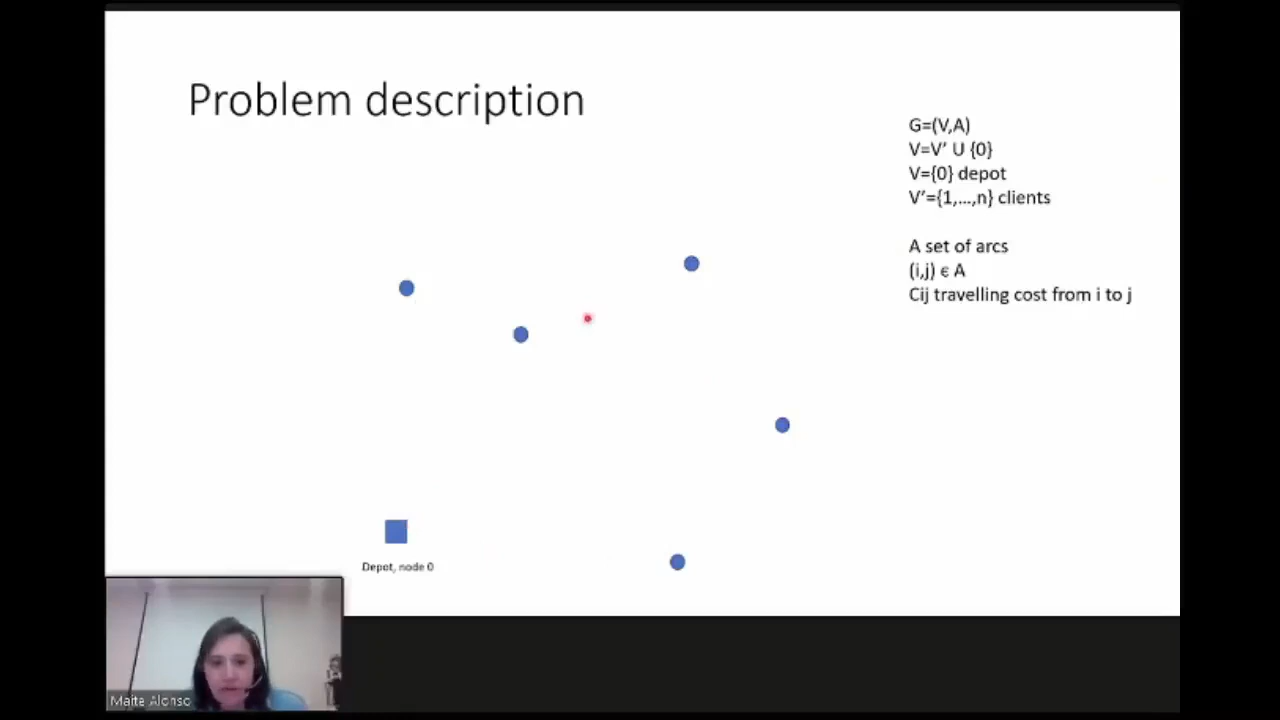 Problem description
G=(V,A)
V=V’ U {0}
V={0} depot
V’={1,…,n} clients
A set of arcs
(i,j) ϵ A
Cij travelling cost from i to j
Depot, node 0
Maite Alonso